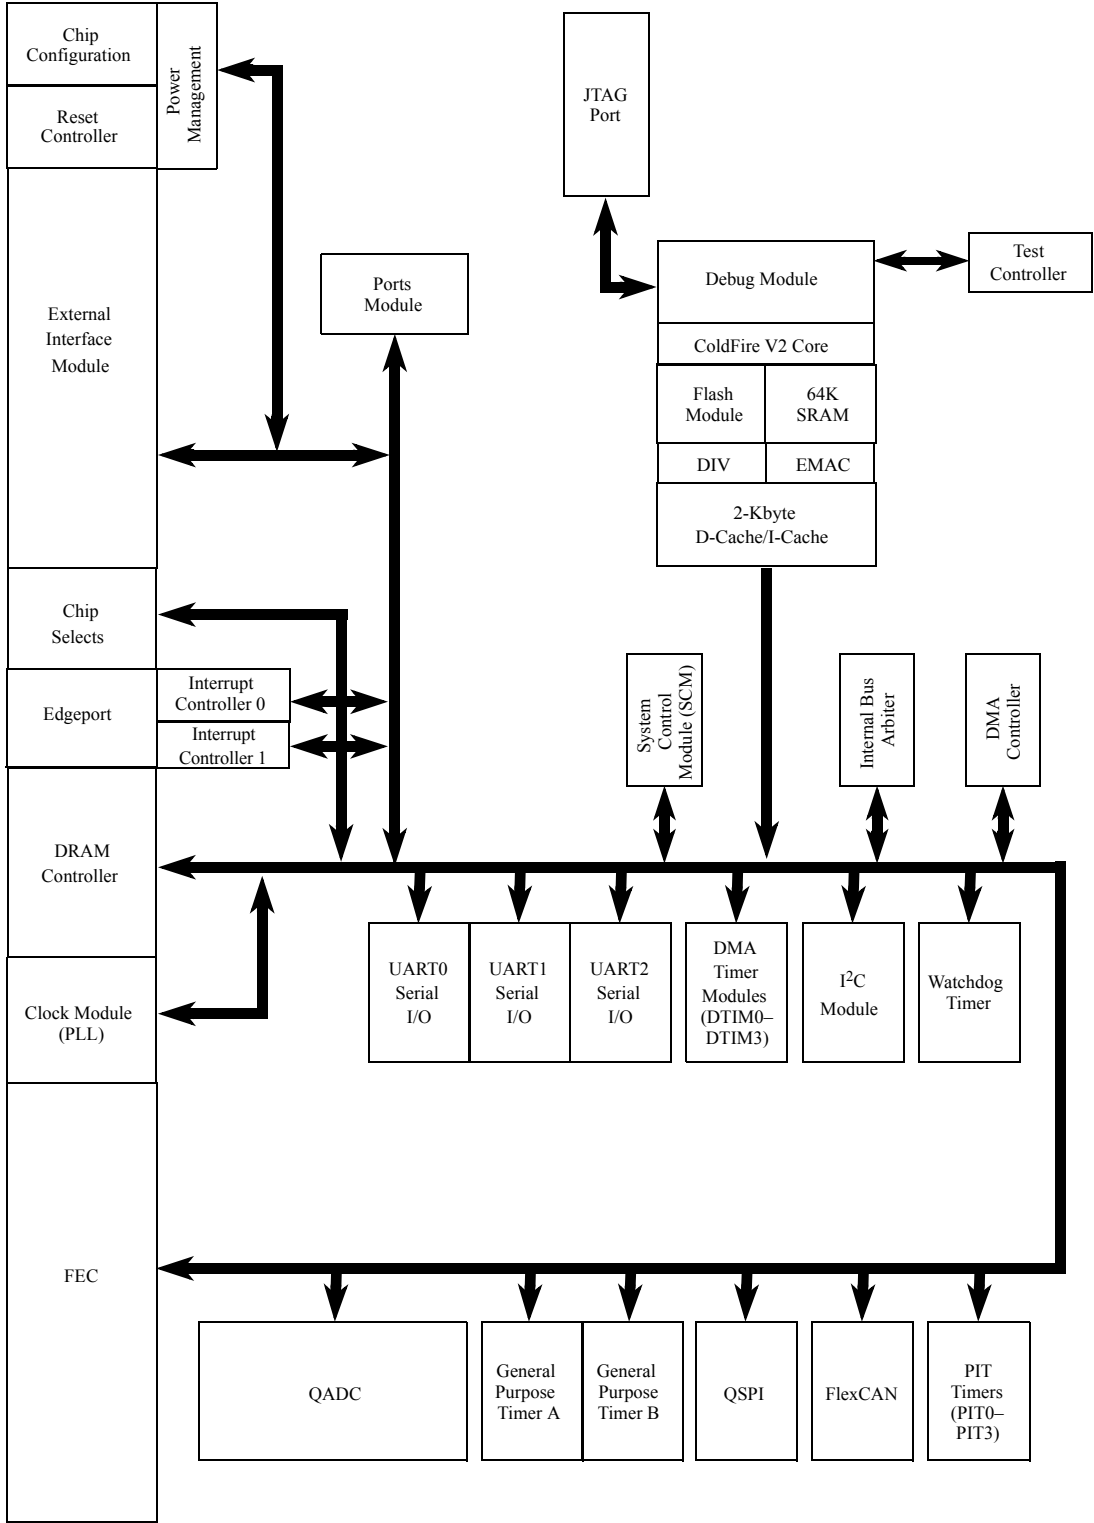 Chip
Configuration
Power
Management
Reset
Controller
JTAG
Port
External
Interface
Module
Ports
Module
Debug Module
Test
Controller
ColdFire V2 Core
Flash
Module
64K
SRAM
DIV
EMAC
2-Kbyte
D-Cache/I-Cache
Chip
Selects
Edgeport
Interrupt
Controller 0
Interrupt
Controller 1
System
Control
Module (SCM)
Internal Bus
Arbiter
DMA
Controller
DRAM
Controller
Clock Module
(PLL)
UART0
Serial
I/O
UART1
Serial
I/O
UART2
Serial
I/O
DMA
Timer
Modules
(DTIM0–
DTIM3)
I2C
Module
Watchdog
Timer
FEC
QADC
General
Purpose
Timer A
General
Purpose
Timer B
QSPI
FlexCAN
PIT
Timers
(PIT0–
PIT3)